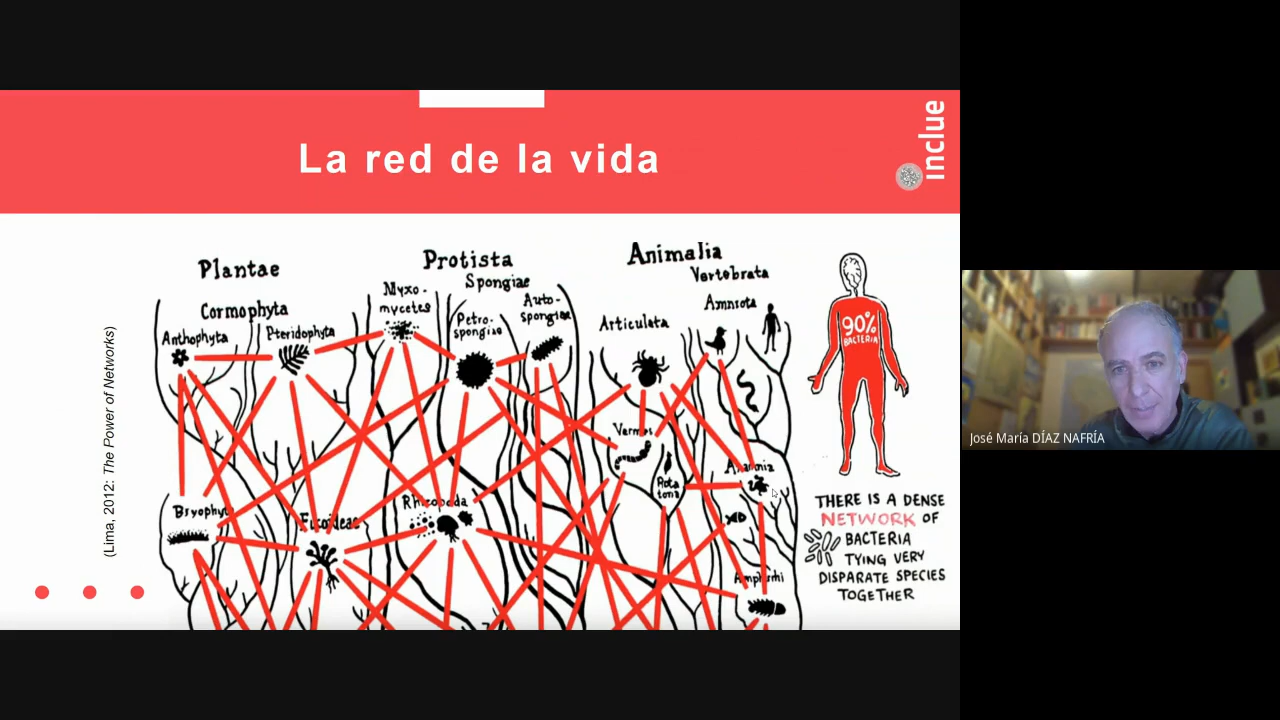 La red de la vida
inclue
(Lima, 2012: The Power of Networks)
Plantae
Cormophyta
Anthophyta
Pteridophyta
Protista
Spongiae
Myxo-
mycetes
Petro-
spongiae
Auto-
spongiae
Animalia
Vertebrata
Amniota
Articulata
Vermes
Rota
toria
Anamnia
Bryophyta
Fucoideae
Rhizopoda
90%
BACTERIA
THERE IS A DENSE
NETWORK OF
BACTERIA
TYING VERY
DISPARATE SPECIES
TOGETHER
José María DÍAZ NAFRÍA